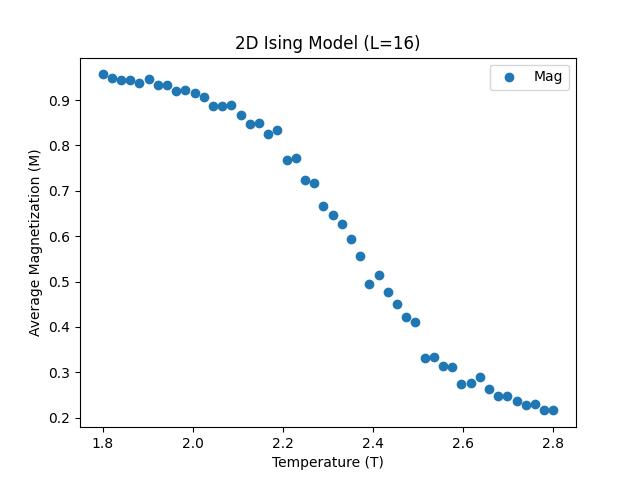 2D Ising Model (L=16)
Mag
Average Magnetization (M)
0.9
0.8
0.7
0.6
0.5
0.4
0.3
0.2
1.8 2.0 2.2 2.4 2.6 2.8
Temperature (T)